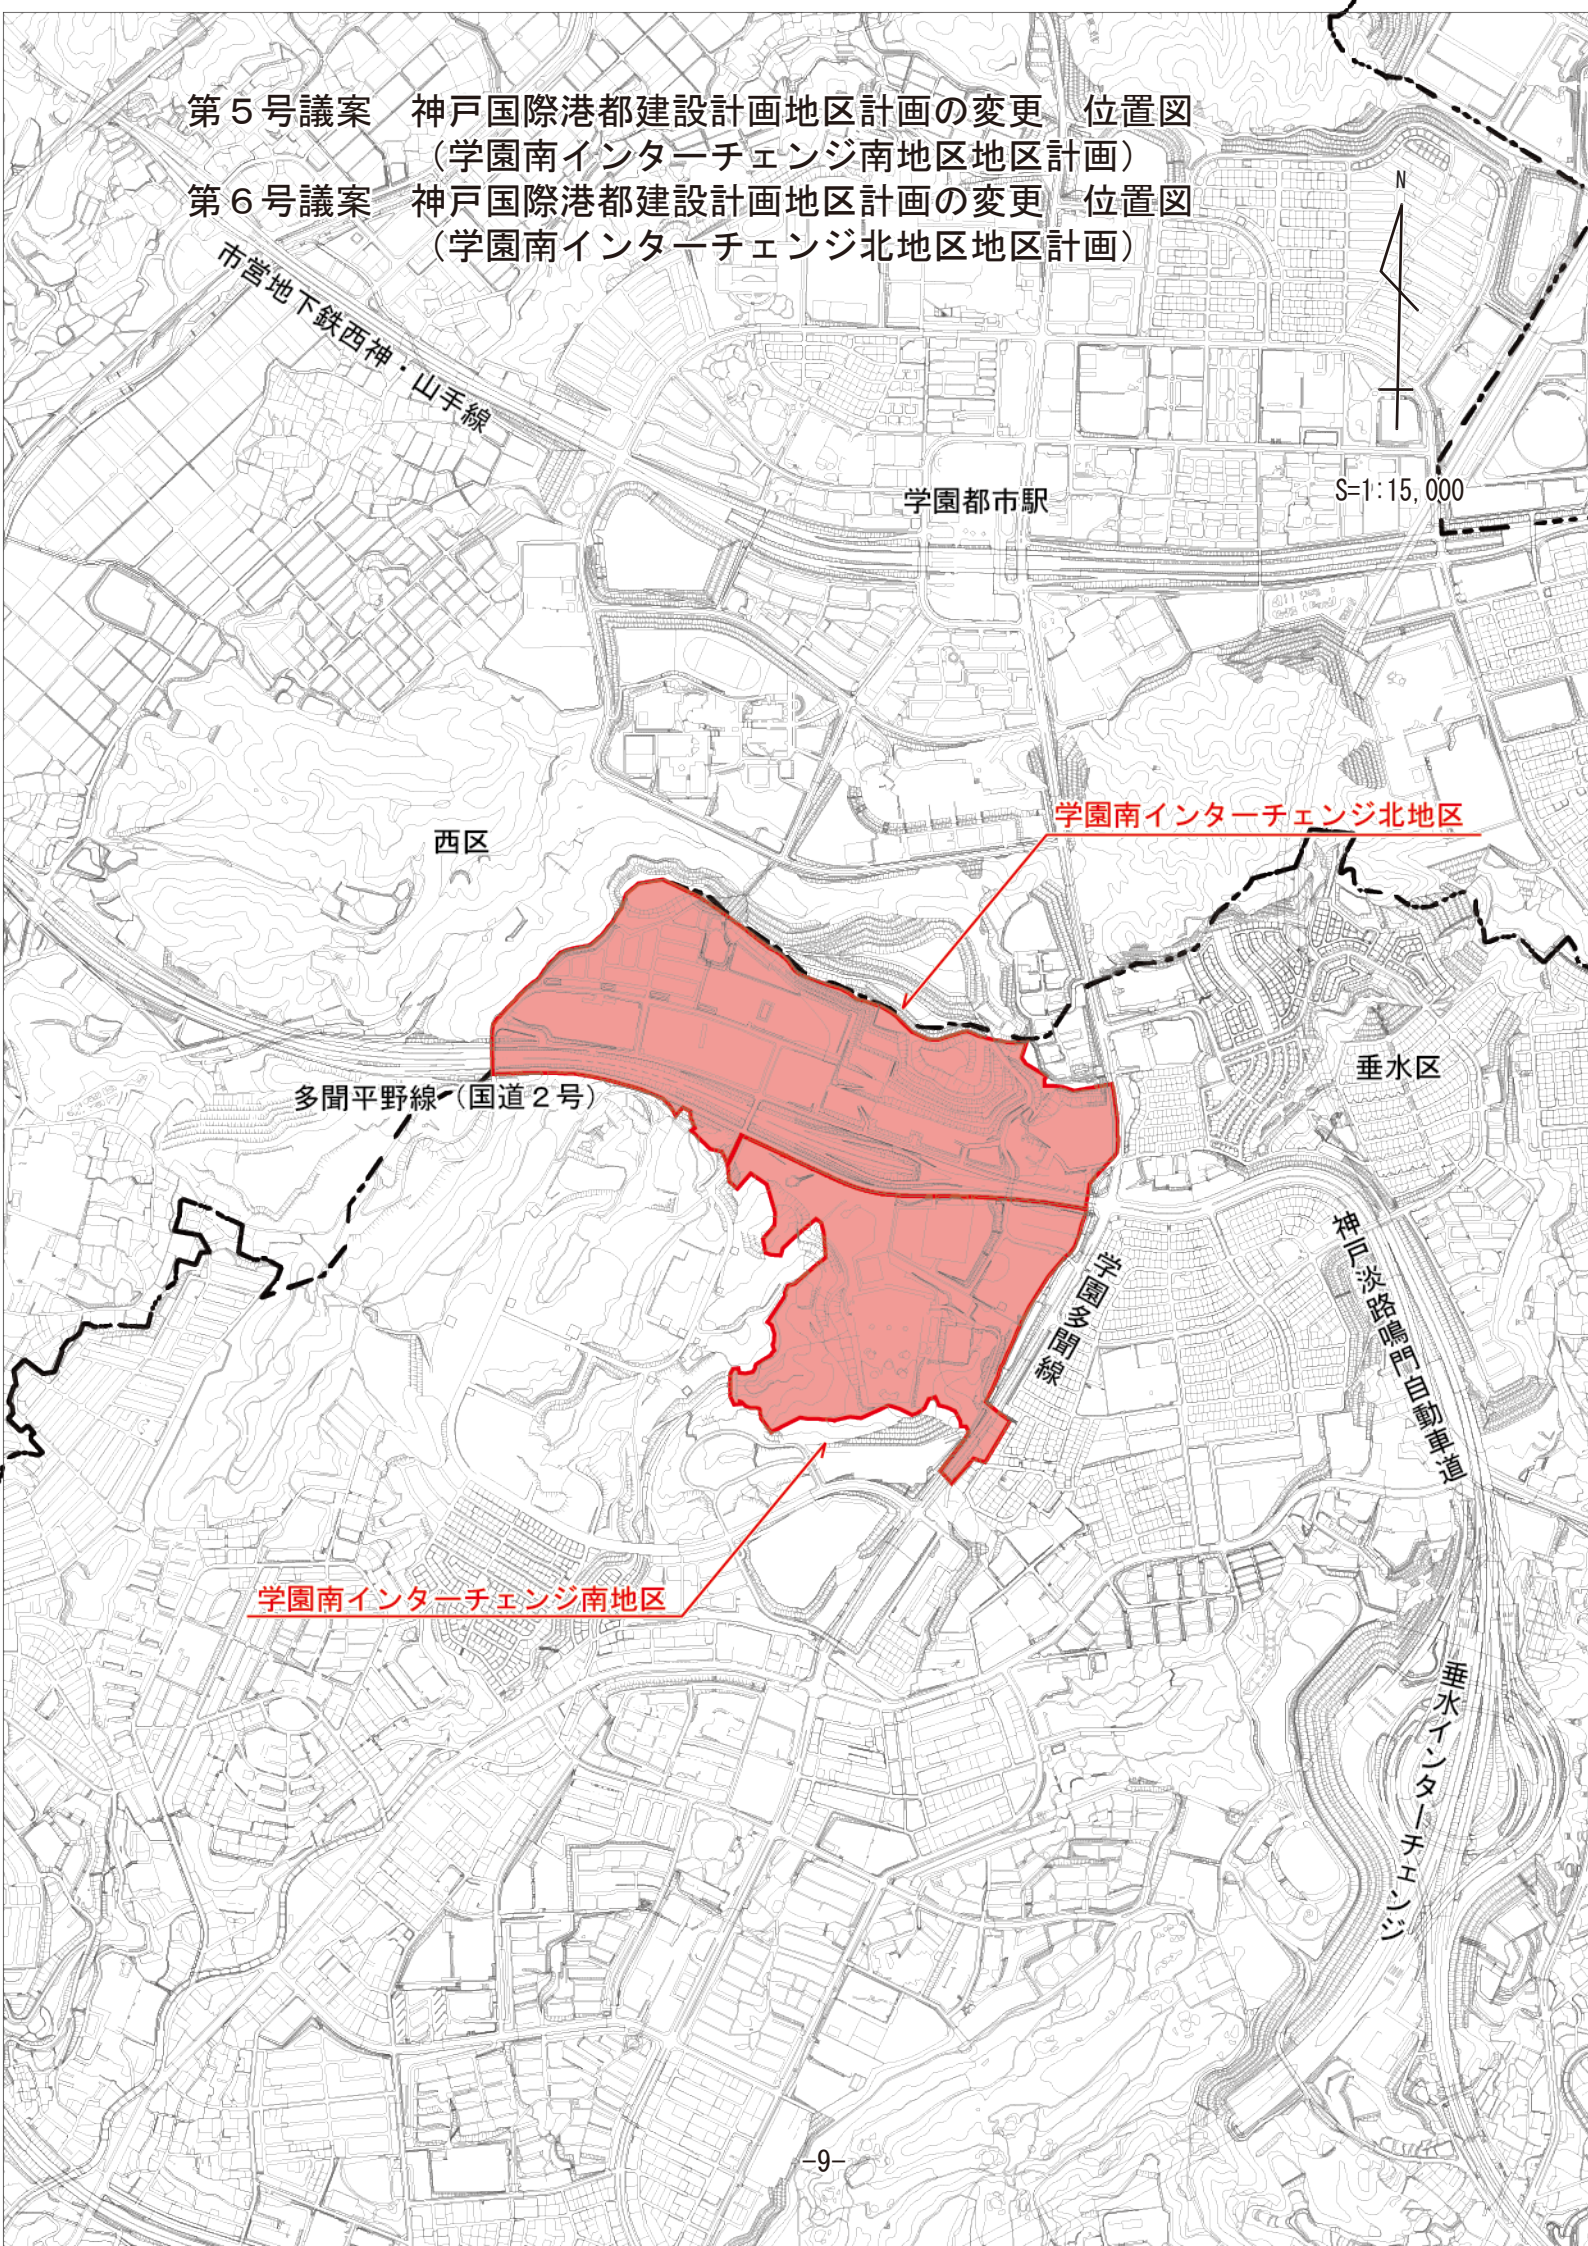 第５号議案　神戸国際港都建設計画地区計画の変更　位置図
（学園南インターチェンジ南地区地区計画）
第６号議案　神戸国際港都建設計画地区計画の変更　位置図
（学園南インターチェンジ北地区地区計画）
N
市営地下鉄西神・山手線
学園都市駅
S=1:15,000
学園南インターチェンジ北地区
西区
垂水区
多聞平野線（国道２号）
学園多聞線
神戸淡路鳴門自動車道
学園南インターチェンジ南地区
垂水インターチェンジ
-9-